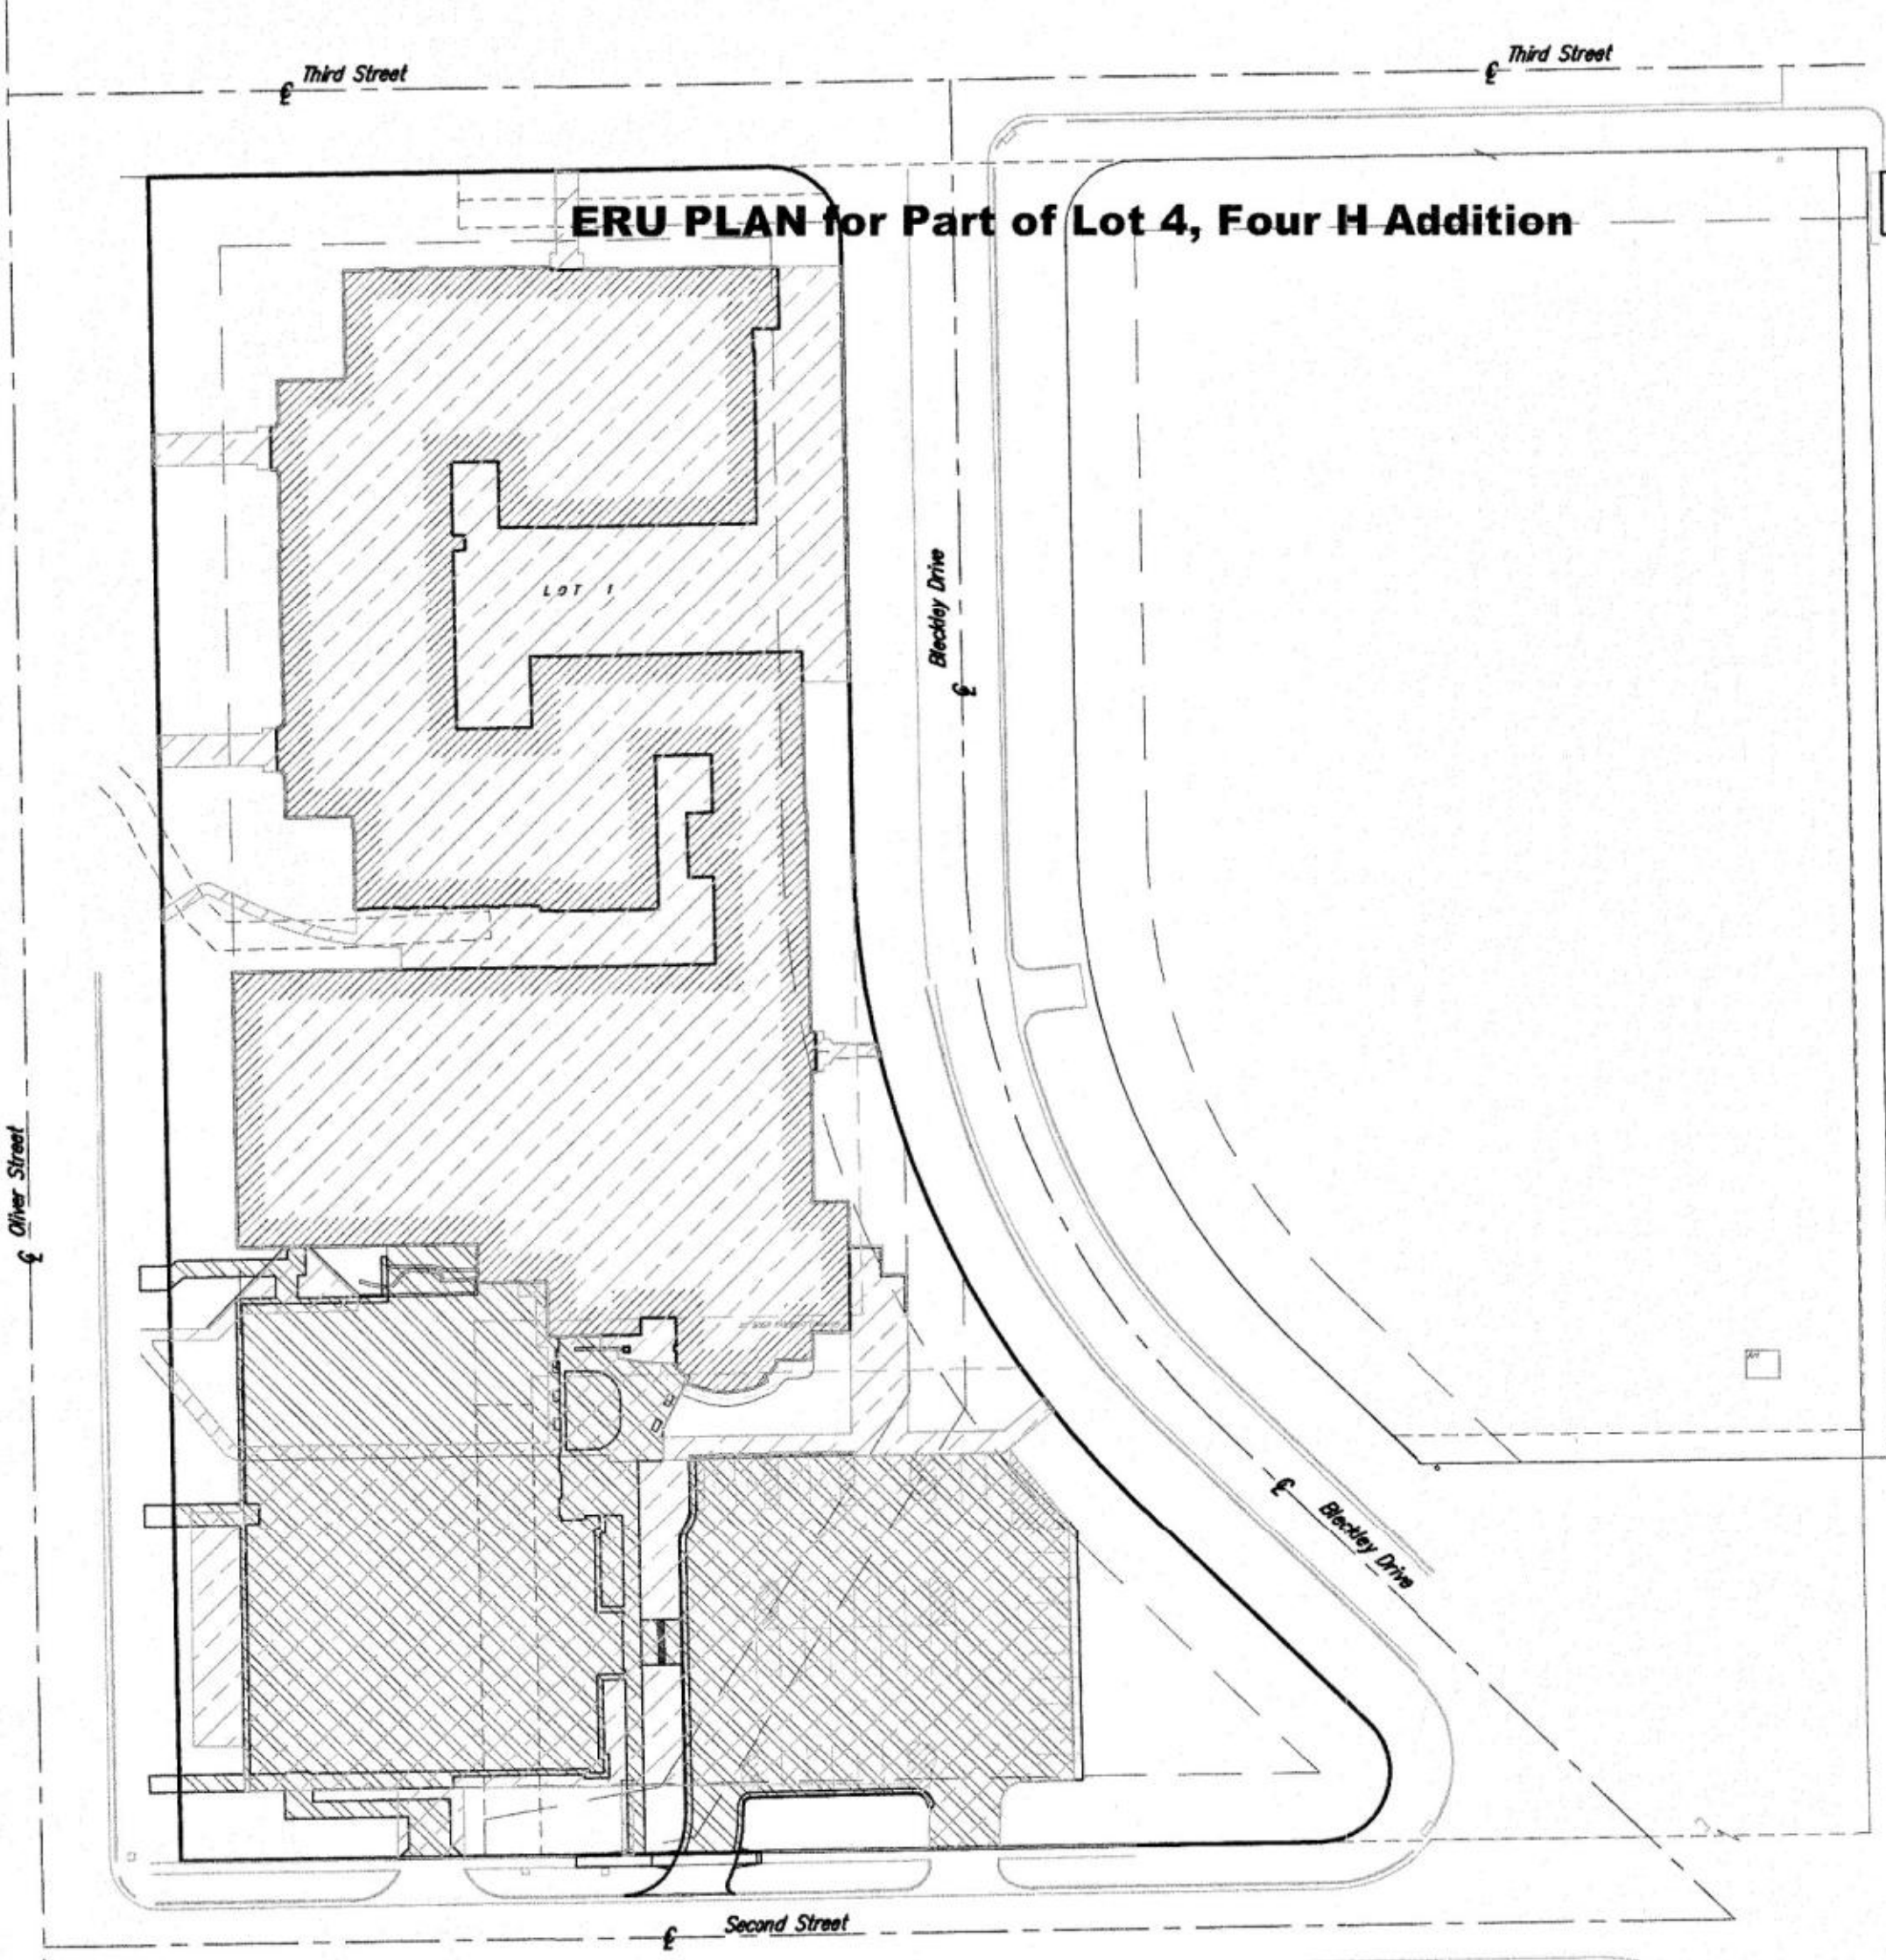 Third Street
Third Street
ERU PLAN for Part of Lot 4, Four H Addition
LOT 1
Bleckley Drive
Oliver Street
Bleckley Drive
Second Street